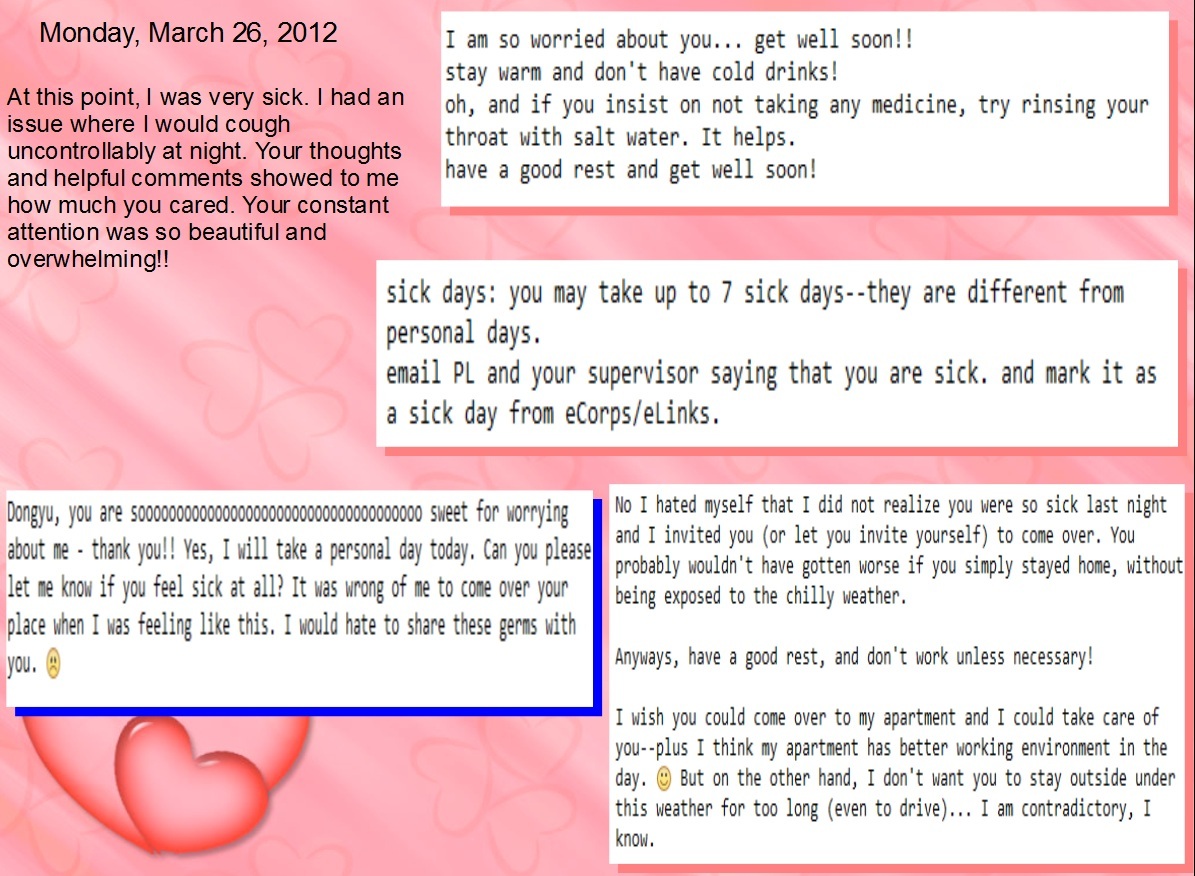 Monday, March 26, 2012
At this point, I was very sick. I had an
issue where I would cough
uncontrollably at night. Your thoughts
and helpful comments showed to me
how much you cared. Your constant
attention was so beautiful and
overwhelming!!
I am so worried about you... get well soon!!
stay warm and don't have cold drinks!
oh, and if you insist on not taking any medicine, try rinsing your
throat with salt water. It helps.
have a good rest and get well soon!
sick days: you may take up to 7 sick days--they are different from
personal days.
email PL and your supervisor saying that you are sick. and mark it as
a sick day from eCorps/eLinks.
Dongyu, you are sooooooooooooooooooooooooooooooooooooo sweet for worrying
about me - thank you!! Yes, I will take a personal day today. Can you please
let me know if you feel sick at all? It was wrong of me to come over your
place when I was feeling like this. I would hate to share these germs with
you.
No I hated myself that I did not realize you were so sick last night
and I invited you (or let you invite yourself) to come over. You
probably wouldn't have gotten worse if you simply stayed home, without
being exposed to the chilly weather.
Anyways, have a good rest, and don't work unless necessary!
I wish you could come over to my apartment and I could take care of
you--plus I think my apartment has better working environment in the
day. But on the other hand, I don't want you to stay outside under
this weather for too long (even to drive)... I am contradictory, I
know.